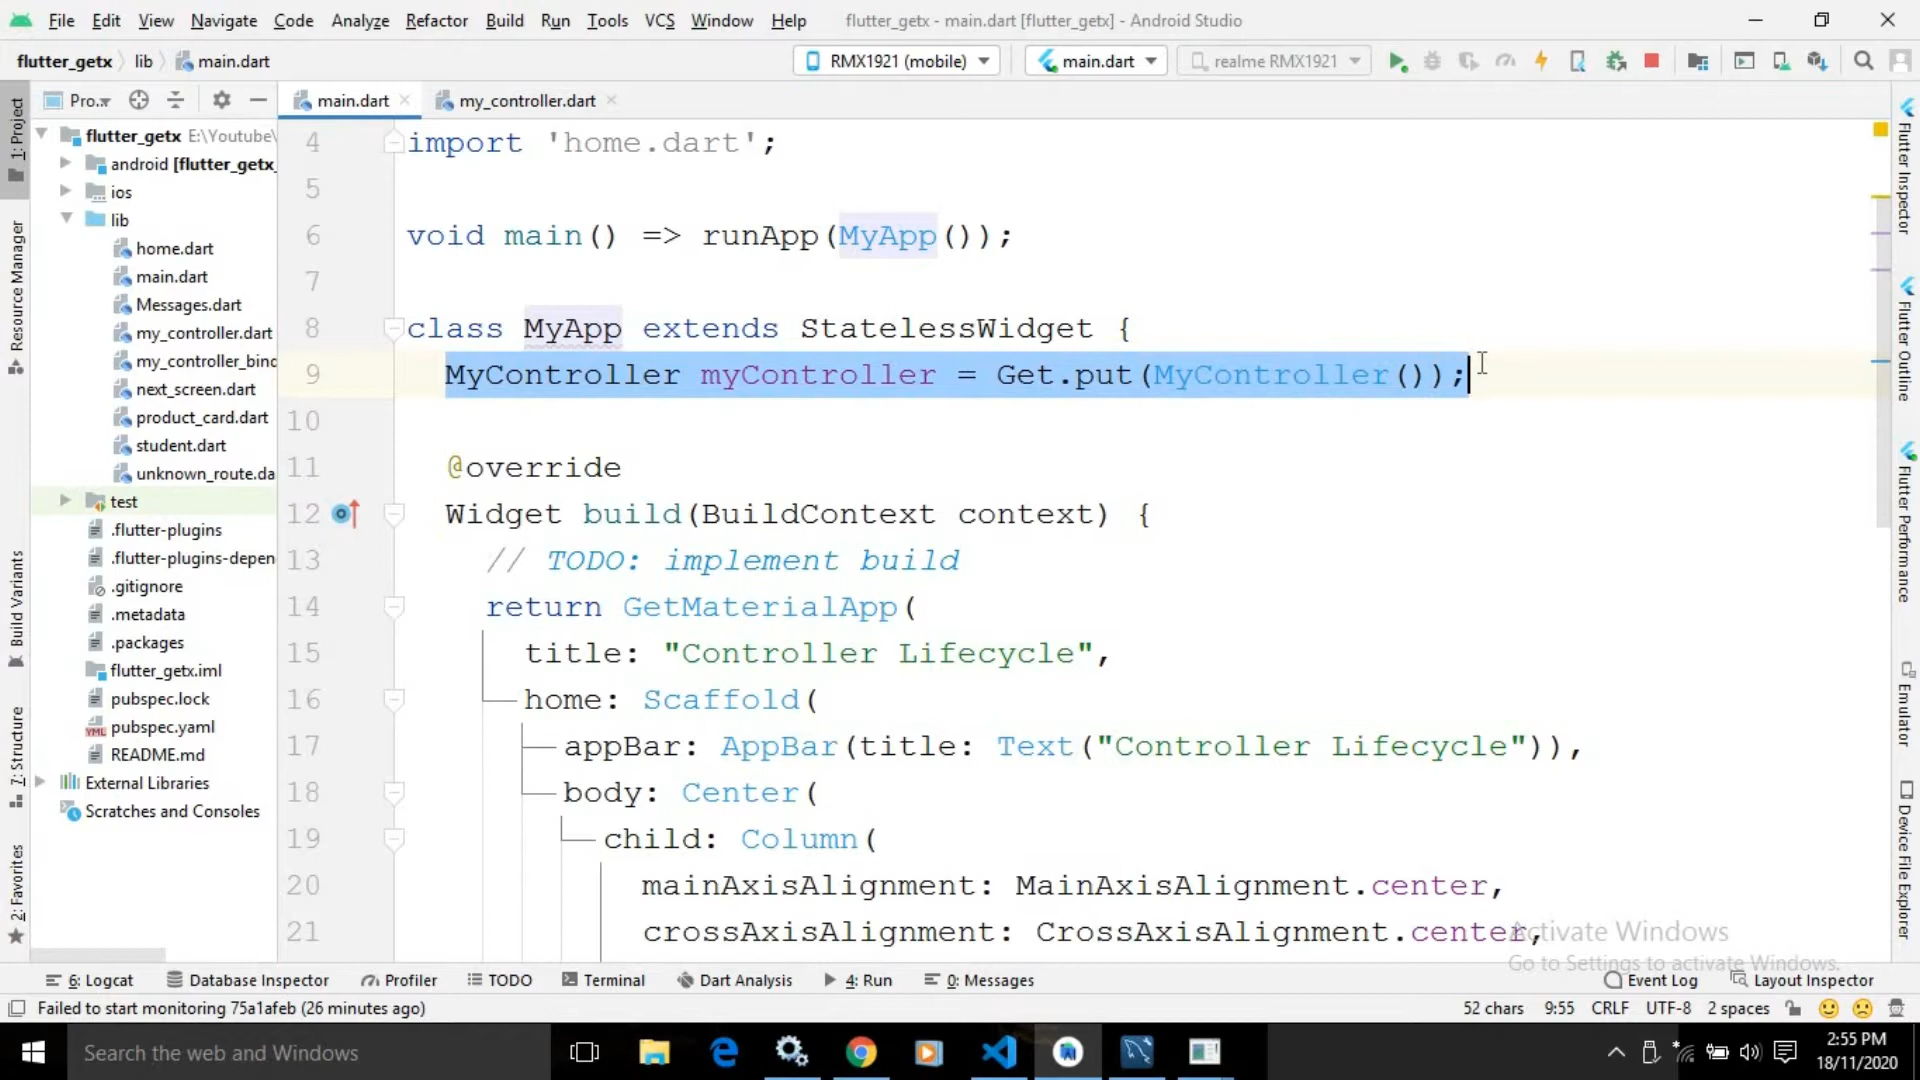 File Edit View Navigate Code Analyze Refactor Build Run Tools VCS Window Help flutter_getx - main.dart [flutter_getx] - Android Studio
flutter_getx lib main.dart RMX1921 (mobile) main.dart realme RMX1921
Pro... main.dart my_controller.dart
flutter_getx E:\Youtube\
android [flutter_getx_
ios
lib
home.dart
main.dart
Messages.dart
my_controller.dart
my_controller_bind
next_screen.dart
product_card.dart
student.dart
unknown_route.da
test
.flutter-plugins
.flutter-plugins-depen
.gitignore
.metadata
.packages
flutter_getx.iml
pubspec.lock
pubspec.yaml
README.md
External Libraries
Scratches and Consoles
1: Project
Resource Manager
Build Variants
7: Structure
2: Favorites
4 import 'home.dart';
5
6 void main() => runApp(MyApp());
7
8 class MyApp extends StatelessWidget {
9 MyController myController = Get.put(MyController());
10
11 @override
12 Widget build(BuildContext context) {
13 // TODO: implement build
14 return GetMaterialApp(
15 title: "Controller Lifecycle",
16 home: Scaffold(
17 appBar: AppBar(title: Text("Controller Lifecycle")),
18 body: Center(
19 child: Column(
20 mainAxisAlignment: MainAxisAlignment.center,
21 crossAxisAlignment: CrossAxisAlignment.center,
Flutter Inspector
Flutter Outline
Flutter Performance
Emulator
Device File Explorer
Activate Windows
Go to Settings to activate Windows.
6: Logcat Database Inspector Profiler TODO Terminal Dart Analysis 4: Run 0: Messages Event Log Layout Inspector
Failed to start monitoring 75a1afeb (26 minutes ago) 52 chars 9:55 CRLF UTF-8 2 spaces
Search the web and Windows
2:55 PM
18/11/2020